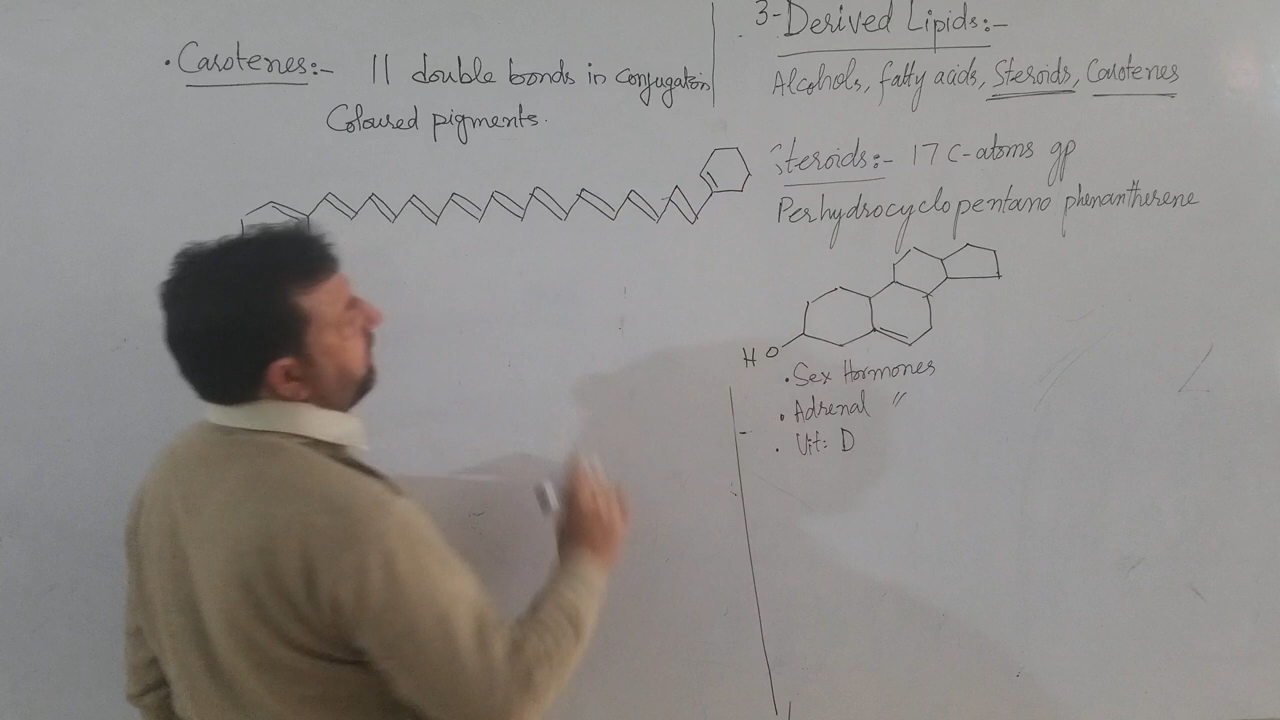 • Carotenes:- 11 double bonds in conjugation
Coloured pigments.
3- Derived Lipids:-
Alcohols, fatty acids, Steroids, Carotenes
Steroids:- 17 C-atoms gp
Perhydrocyclopentano phenantherene
HO
• Sex Hormones
• Adrenal "
• Vit: D